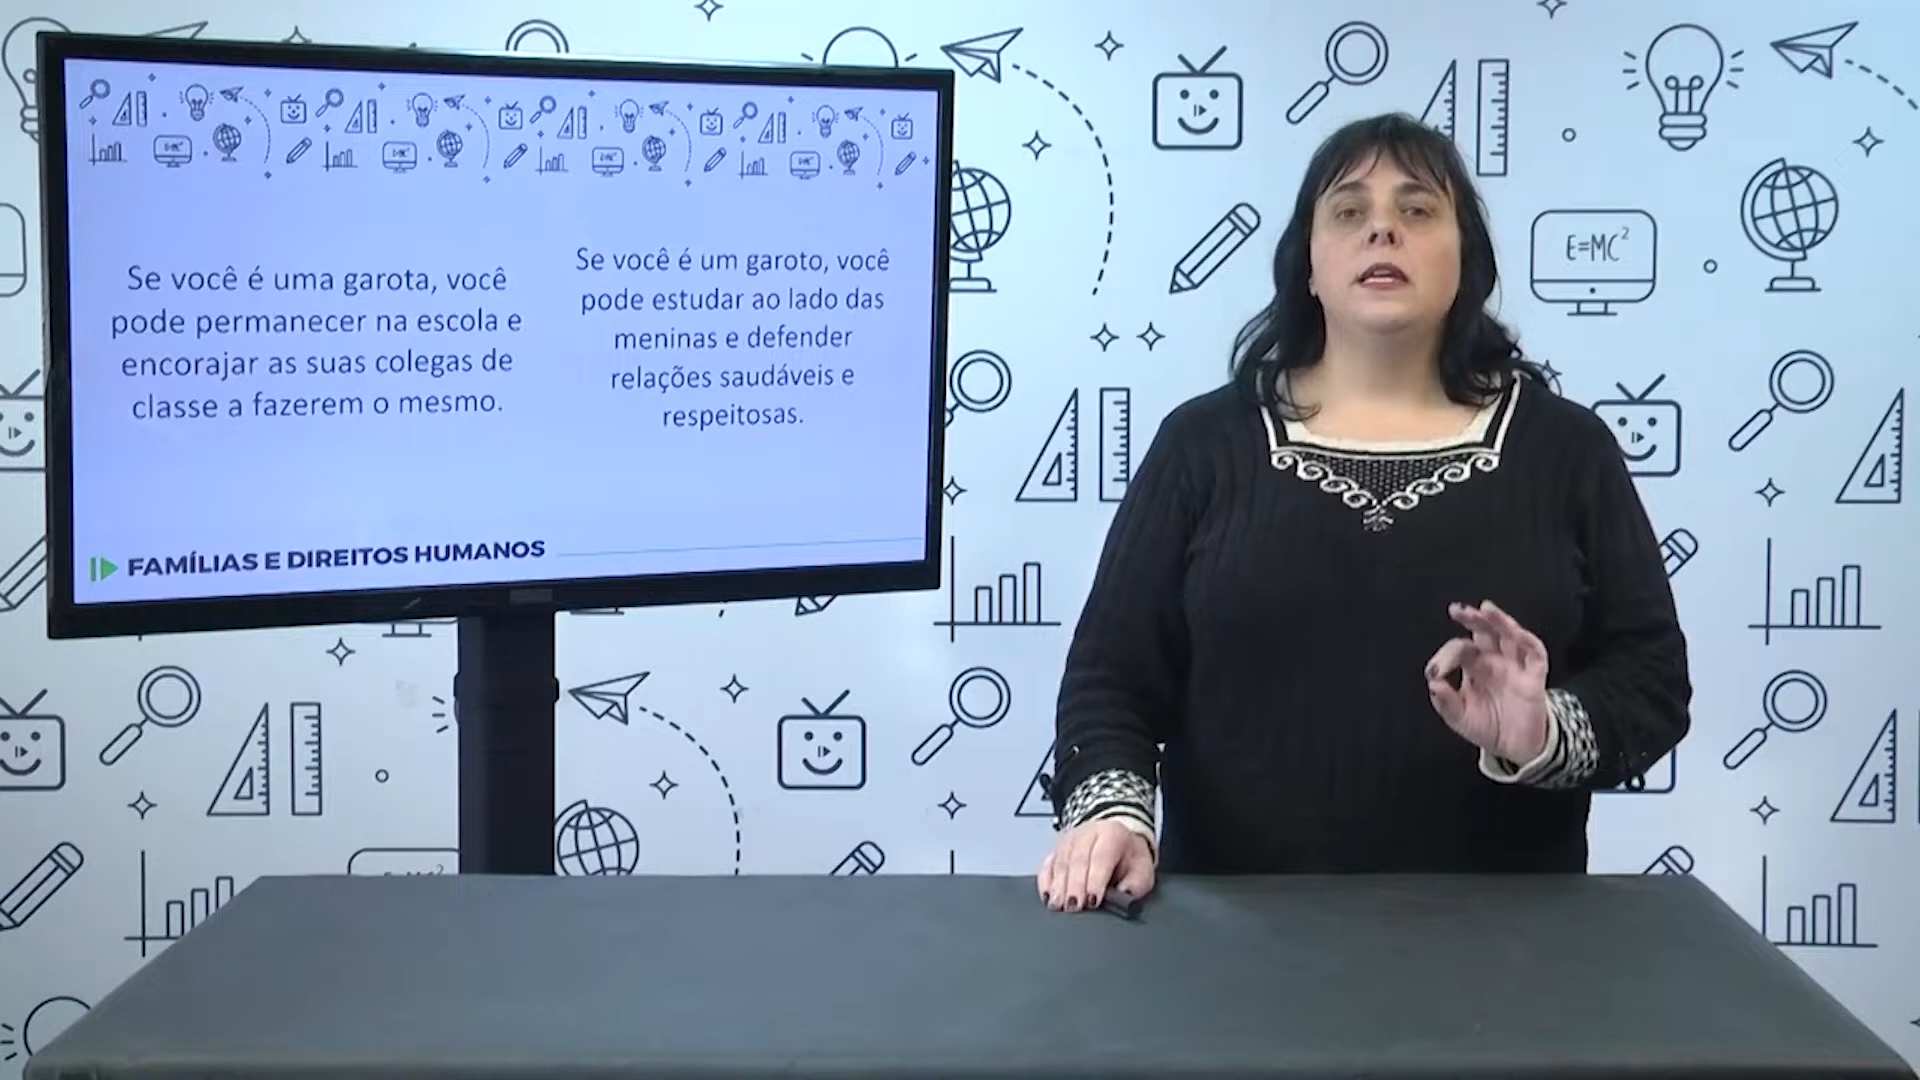 Se você é uma garota, você
pode permanecer na escola e
encorajar as suas colegas de
classe a fazerem o mesmo.
Se você é um garoto, você
pode estudar ao lado das
meninas e defender
relações saudáveis e
respeitosas.
FAMÍLIAS E DIREITOS HUMANOS
E=MC²